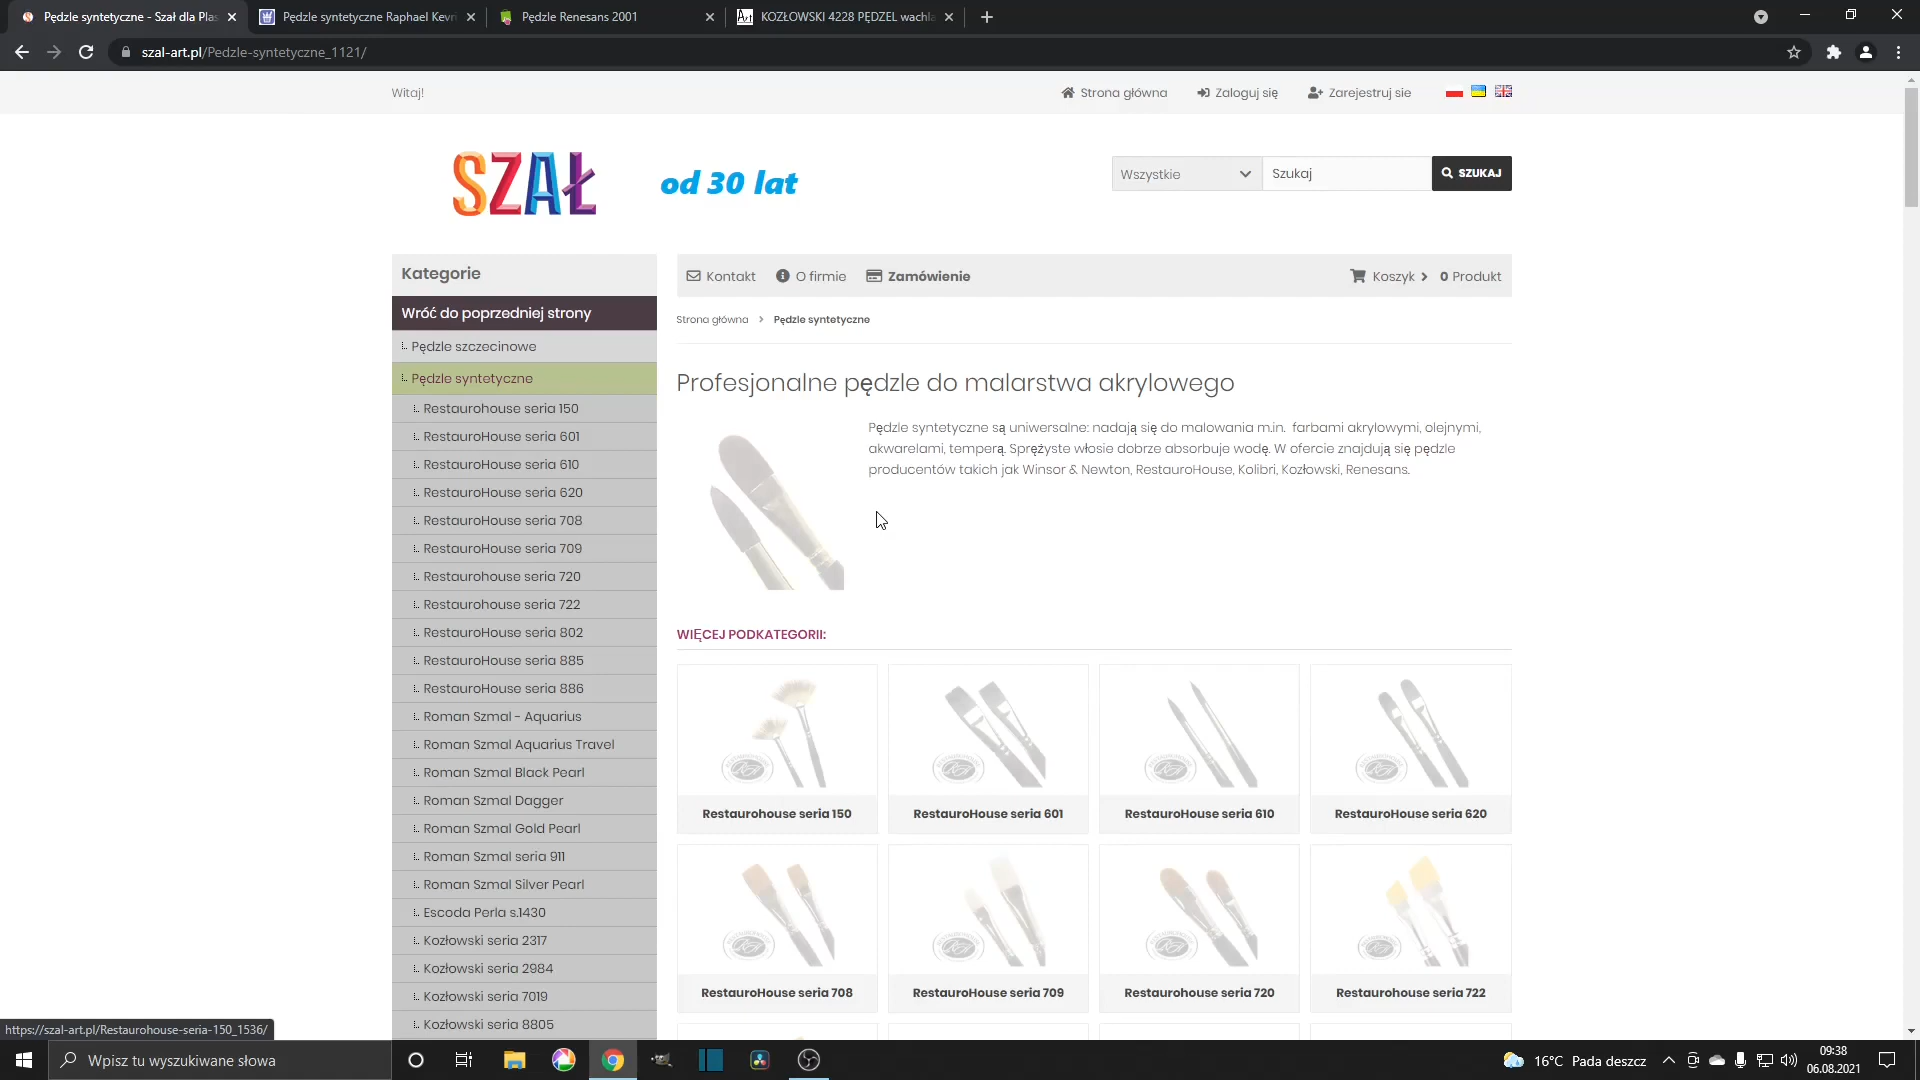 Pędzle syntetyczne - Szał dla Plas
Pędzle syntetyczne Raphael Kevri
Pędzle Renesans 2001
KOZŁOWSKI 4228 PĘDZEL wachla
szal-art.pl/Pedzle-syntetyczne_1121/
Witaj!
Strona główna
Zaloguj się
Zarejestruj sie
SZAŁ
od 30 lat
Wszystkie
Szukaj
SZUKAJ
Kategorie
Kontakt
O firmie
Zamówienie
Koszyk
0 Produkt
Wróć do poprzedniej strony
Strona główna > Pędzle syntetyczne
Pędzle szczecinowe
Pędzle syntetyczne
Restaurohouse seria 150
RestauroHouse seria 601
RestauroHouse seria 610
RestauroHouse seria 620
RestauroHouse seria 708
RestauroHouse seria 709
Restaurohouse seria 720
Restaurohouse seria 722
RestauroHouse seria 802
RestauroHouse seria 885
RestauroHouse seria 886
Roman Szmal - Aquarius
Roman Szmal Aquarius Travel
Roman Szmal Black Pearl
Roman Szmal Dagger
Roman Szmal Gold Pearl
Roman Szmal seria 911
Roman Szmal Silver Pearl
Escoda Perla s.1430
Kozłowski seria 2317
Kozłowski seria 2984
Kozłowski seria 7019
Kozłowski seria 8805
Profesjonalne pędzle do malarstwa akrylowego
Pędzle syntetyczne są uniwersalne: nadają się do malowania m.in. farbami akrylowymi, olejnymi,
akwarelami, temperą. Sprężyste włosie dobrze absorbuje wodę. W ofercie znajdują się pędzle
producentów takich jak Winsor & Newton, RestauroHouse, Kolibri, Kozłowski, Renesans.
WIĘCEJ PODKATEGORII:
Restaurohouse seria 150
RestauroHouse seria 601
RestauroHouse seria 610
RestauroHouse seria 620
RestauroHouse seria 708
RestauroHouse seria 709
Restaurohouse seria 720
Restaurohouse seria 722
https://szal-art.pl/Restaurohouse-seria-150_1536/
Wpisz tu wyszukiwane słowa
16°C Pada deszcz
09:38
06.08.2021